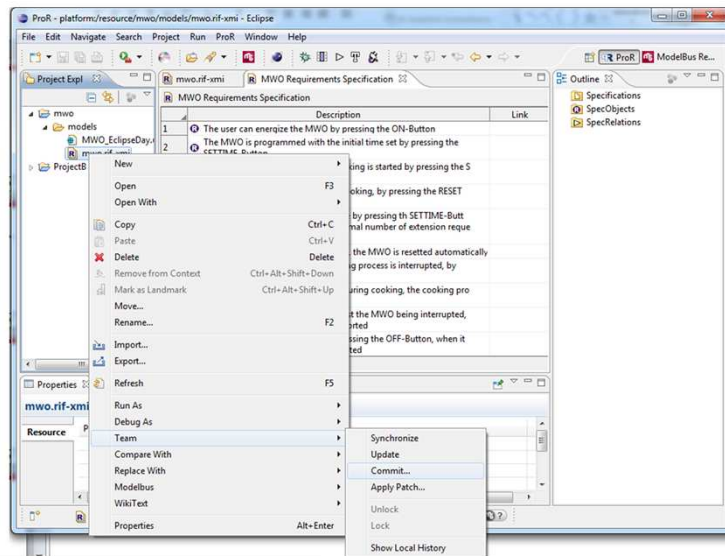 ProR - platform:/resource/mwo/models/mwo.rif-xmi - Eclipse
File Edit Navigate Search Project Run ProR Window Help
ProR ModelBus Re...
Project Expl
mwo.rif-xmi
MWO Requirements Specification
Outline
MWO Requirements Specification
Specifications
SpecObjects
SpecRelations
mwo
models
MWO_EclipseDay.
mwo.rif-xmi
ProjectB
Description Link
1 The user can energize the MWO by pressing the ON-Button
2 The MWO is programmed with the initial time set by pressing the
SETTIME-Button
king is started by pressing the S
oking, by pressing the RESET
by pressing th SETTIME-Butt
mal number of extension reque
the MWO is resetted automatically
g process is interrupted, by
uring cooking, the cooking pro
t the MWO being interrupted,
orted
ssing the OFF-Button, when it
ted
New
Open F3
Open With
Copy Ctrl+C
Paste Ctrl+V
Delete Delete
Remove from Context Ctrl+Alt+Shift+Down
Mark as Landmark Ctrl+Alt+Shift+Up
Move...
Rename... F2
Import...
Export...
Refresh F5
Run As
Debug As
Team
Compare With
Replace With
Modelbus
WikiText
Properties Alt+Enter
Synchronize
Update
Commit...
Apply Patch...
Unlock
Lock
Show Local History
Properties
mwo.rif-xmi
Resource P